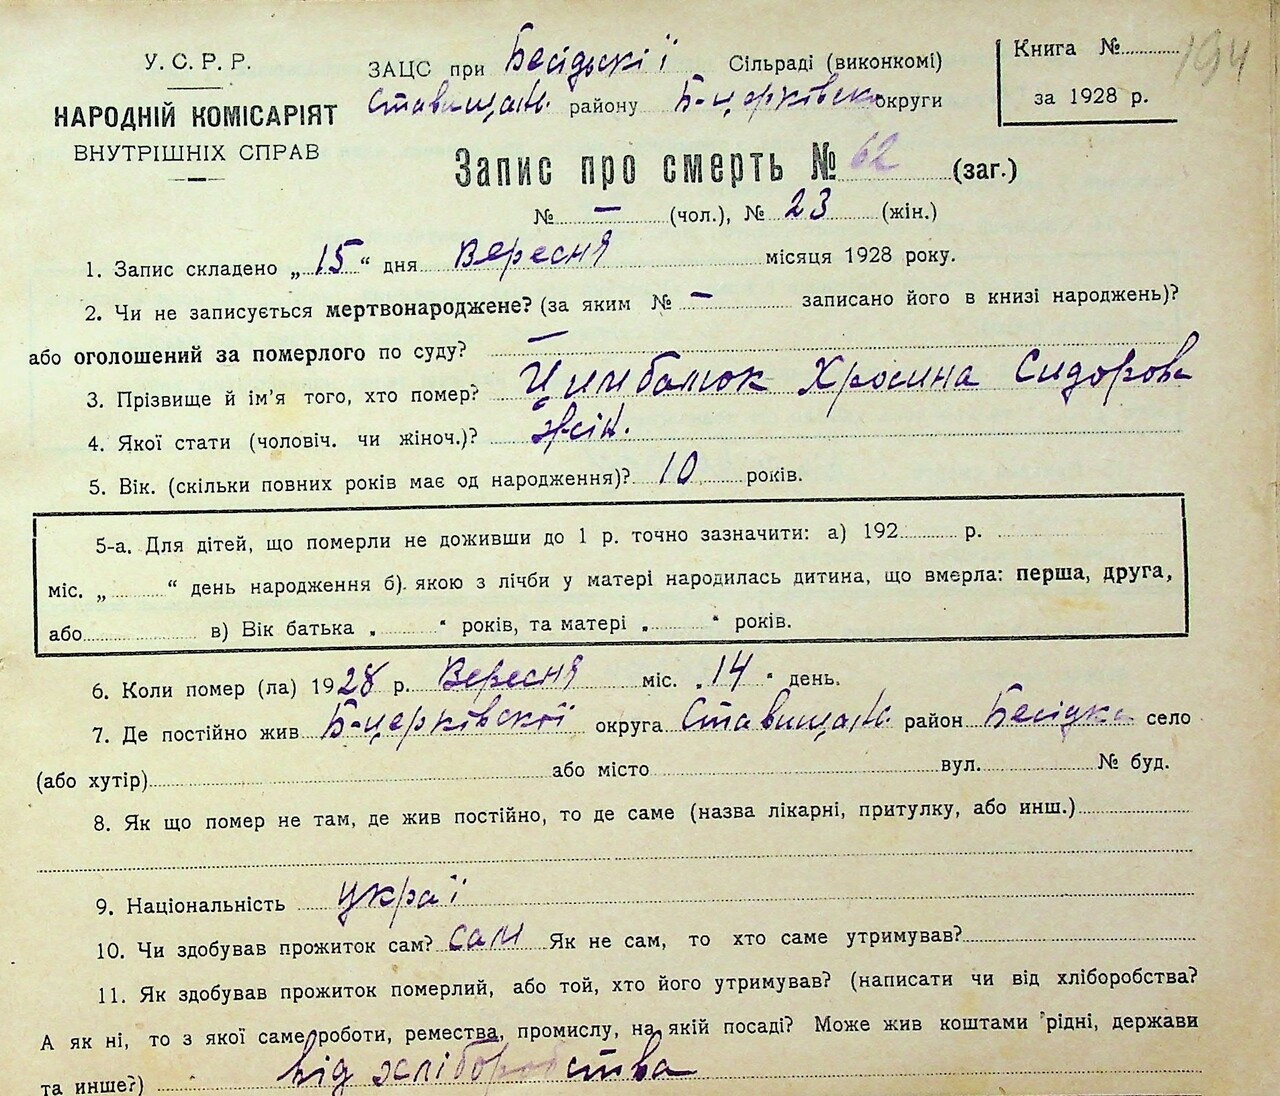 У. С. Р. Р.
НАРОДНІЙ КОМІСАРІЯТ
ВНУТРІШНІХ СПРАВ
ЗАЦС при Бесідьскії Сільраді (виконкомі)
Ставищан. району Б-церківськ округи
Книга № 194
за 1928 р.
Запис про смерть № 62 (заг.)
№ – (чол.), № 23 (жін.)
1. Запис складено „15“ дня Вересня місяця 1928 року.
2. Чи не записується мертвонароджене? (за яким № – записано його в книзі народжень)?
або оголошений за померлого по суду? –
3. Прізвище й ім'я того, хто помер? Цимбалюк Хросина Сидоров
4. Якої стати (чоловіч. чи жіноч.)? жін.
5. Вік. (скільки повних років має од народження)? 10 років.
5-а. Для дітей, що померли не доживши до 1 р. точно зазначити: а) 192 р.
міс. „ “ день народження б). якою з лічби у матері народилась дитина, що вмерла: перша, друга,
або в) Вік батька „ “ років, та матері „ “ років.
6. Коли помер (ла) 1928 р. Вересня міс. „14“ день.
7. Де постійно жив Б-церківскої округа Ставищан. район Бесідка село
(або хутір) або місто вул. № буд.
8. Як що помер не там, де жив постійно, то де саме (назва лікарні, притулку, або инш.)
9. Національність украї
10. Чи здобував прожиток сам? сам Як не сам, то хто саме утримував?
11. Як здобував прожиток померлий, або той, хто його утримував? (написати чи від хліборобства?
А як ні, то з якої саме роботи, ремества, промислу, на якій посаді? Може жив коштами рідні, держави
та инше?) від хліборобства